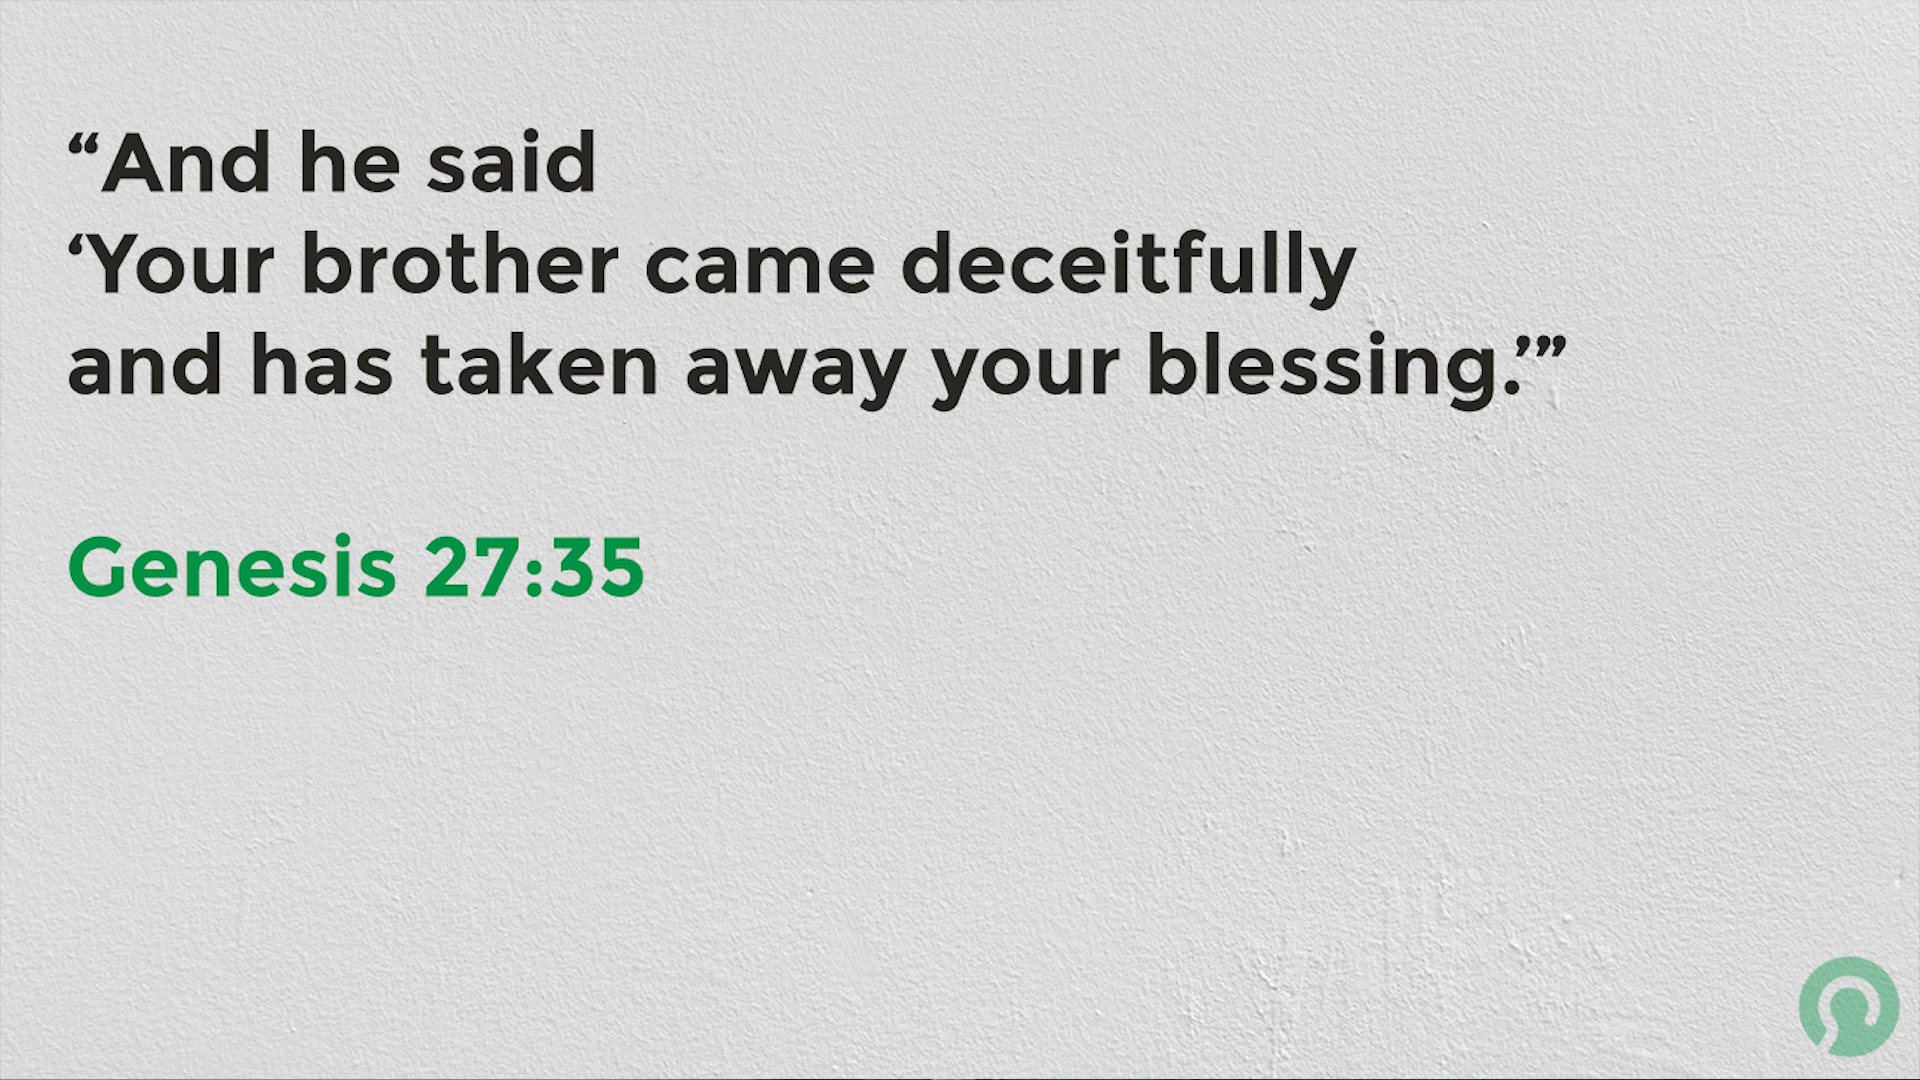 “And he said
‘Your brother came deceitfully
and has taken away your blessing.’”
Genesis 27:35